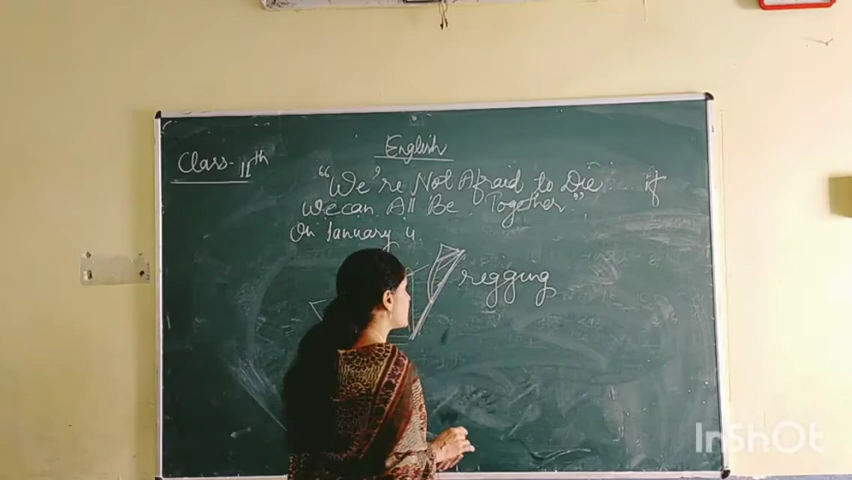 English
Class- 11th
"We're Not Afraid to Die. if
We can All Be Together."
On January 4
regging
InShOt